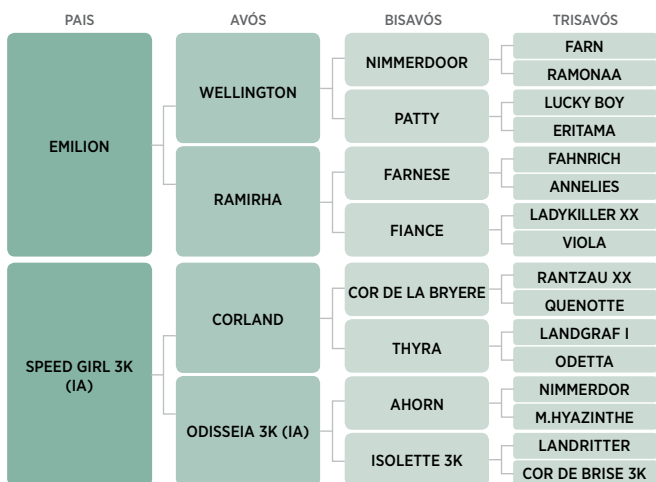 PAIS
AVÓS
BISAVÓS
TRISAVÓS
EMILION
WELLINGTON
NIMMERDOOR
FARN
RAMONAA
PATTY
LUCKY BOY
ERITAMA
RAMIRHA
FARNESE
FAHNRICH
ANNELIES
FIANCE
LADYKILLER XX
VIOLA
SPEED GIRL 3K
(IA)
CORLAND
COR DE LA BRYERE
RANTZAU XX
QUENOTTE
THYRA
LANDGRAF I
ODETTA
ODISSEIA 3K (IA)
AHORN
NIMMERDOR
M.HYAZINTHE
ISOLETTE 3K
LANDRITTER
COR DE BRISE 3K